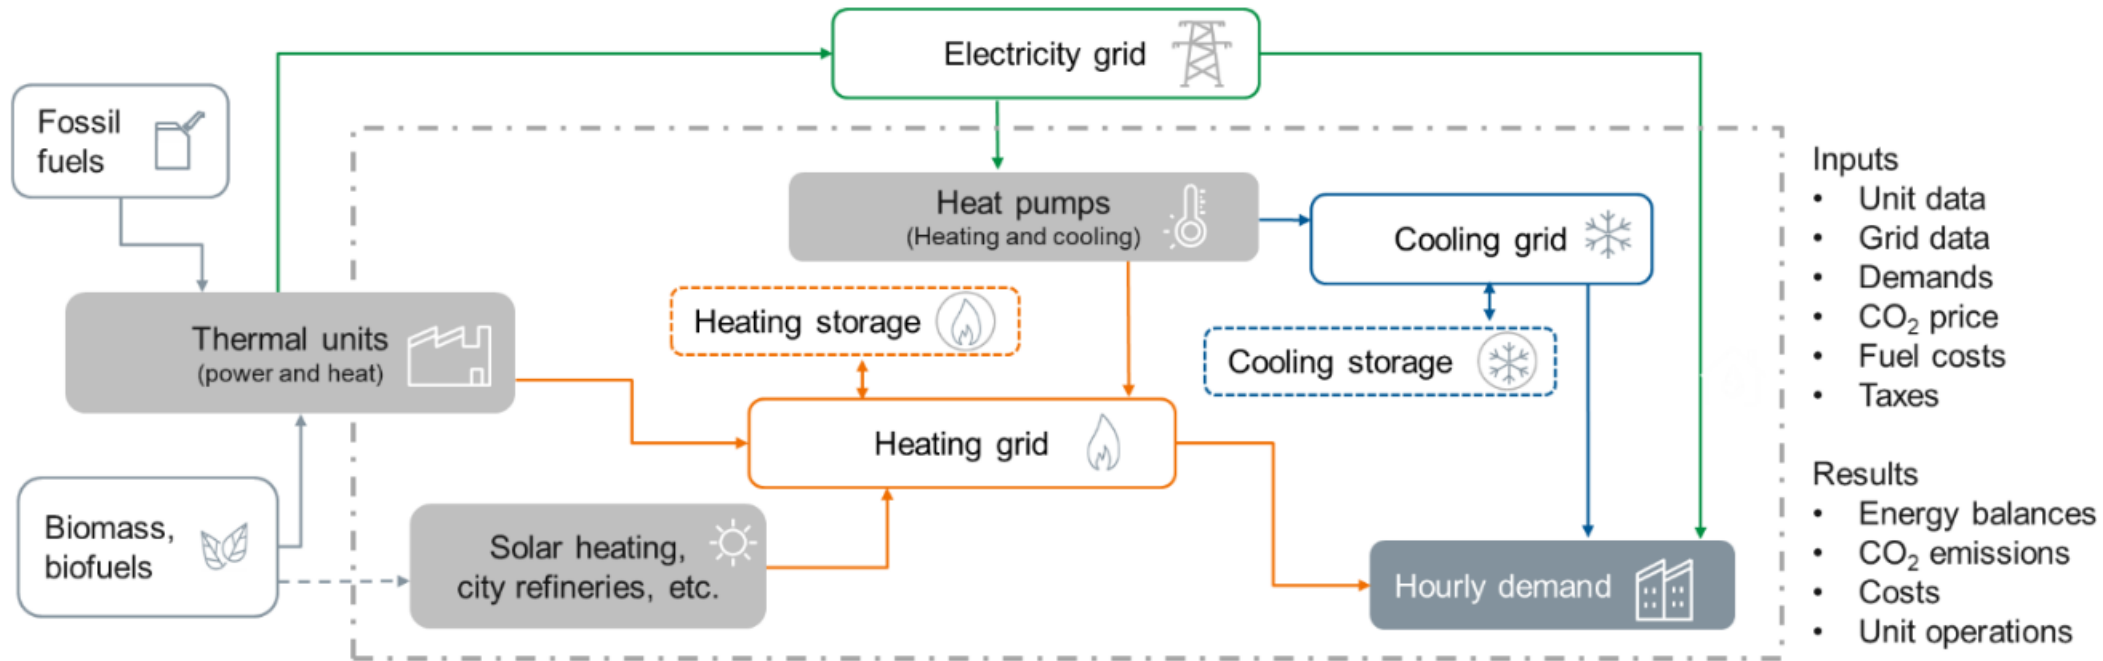 Electricity grid
Fossil
fuels
Heat pumps
(Heating and cooling)
Cooling grid
Heating storage
Thermal units
(power and heat)
Cooling storage
Heating grid
Biomass,
biofuels
Solar heating,
city refineries, etc.
Hourly demand
Inputs
• Unit data
• Grid data
• Demands
• CO₂ price
• Fuel costs
• Taxes
Results
• Energy balances
• CO₂ emissions
• Costs
• Unit operations